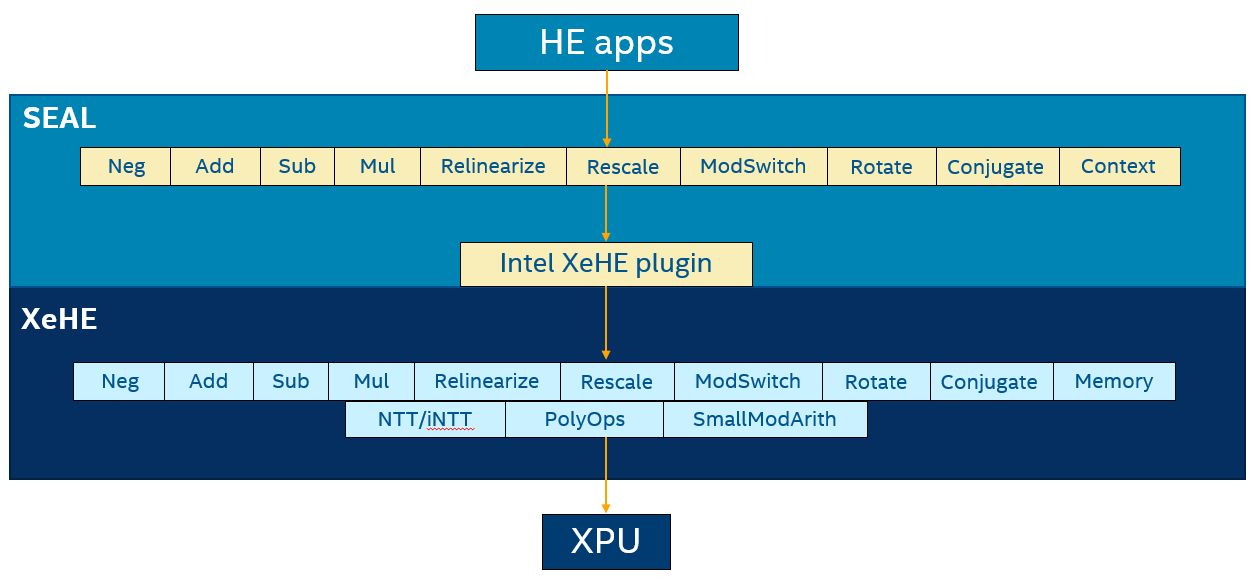 HE apps
SEAL
Neg Add Sub Mul Relinearize Rescale ModSwitch Rotate Conjugate Context
Intel XeHE plugin
XeHE
Neg Add Sub Mul Relinearize Rescale ModSwitch Rotate Conjugate Memory
NTT/iNTT PolyOps SmallModArith
XPU